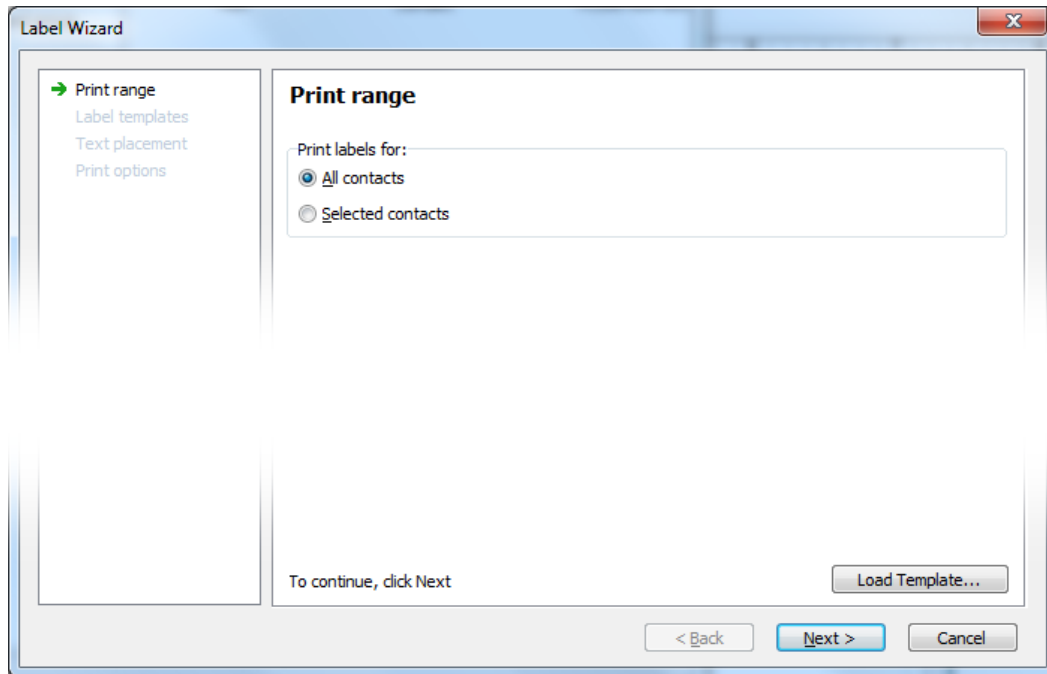 Label Wizard
X
Print range
Label templates
Text placement
Print options
Print range
Print labels for:
All contacts
Selected contacts
To continue, click Next
Load Template...
< Back
Next >
Cancel